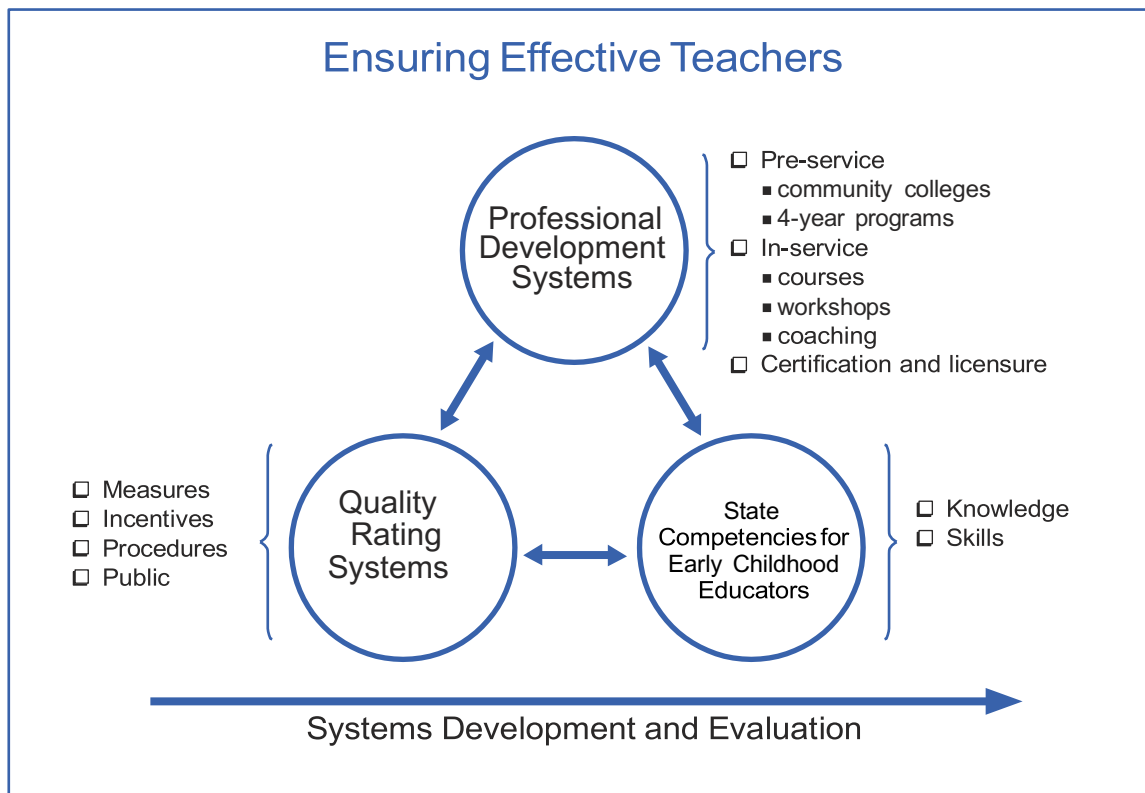 Ensuring Effective Teachers
Professional
Development
Systems
❑ Pre-service
▪ community colleges
▪ 4-year programs
❑ In-service
▪ courses
▪ workshops
▪ coaching
❑ Certification and licensure
❑ Measures
❑ Incentives
❑ Procedures
❑ Public
Quality
Rating
Systems
State
Competencies for
Early Childhood
Educators
❑ Knowledge
❑ Skills
Systems Development and Evaluation